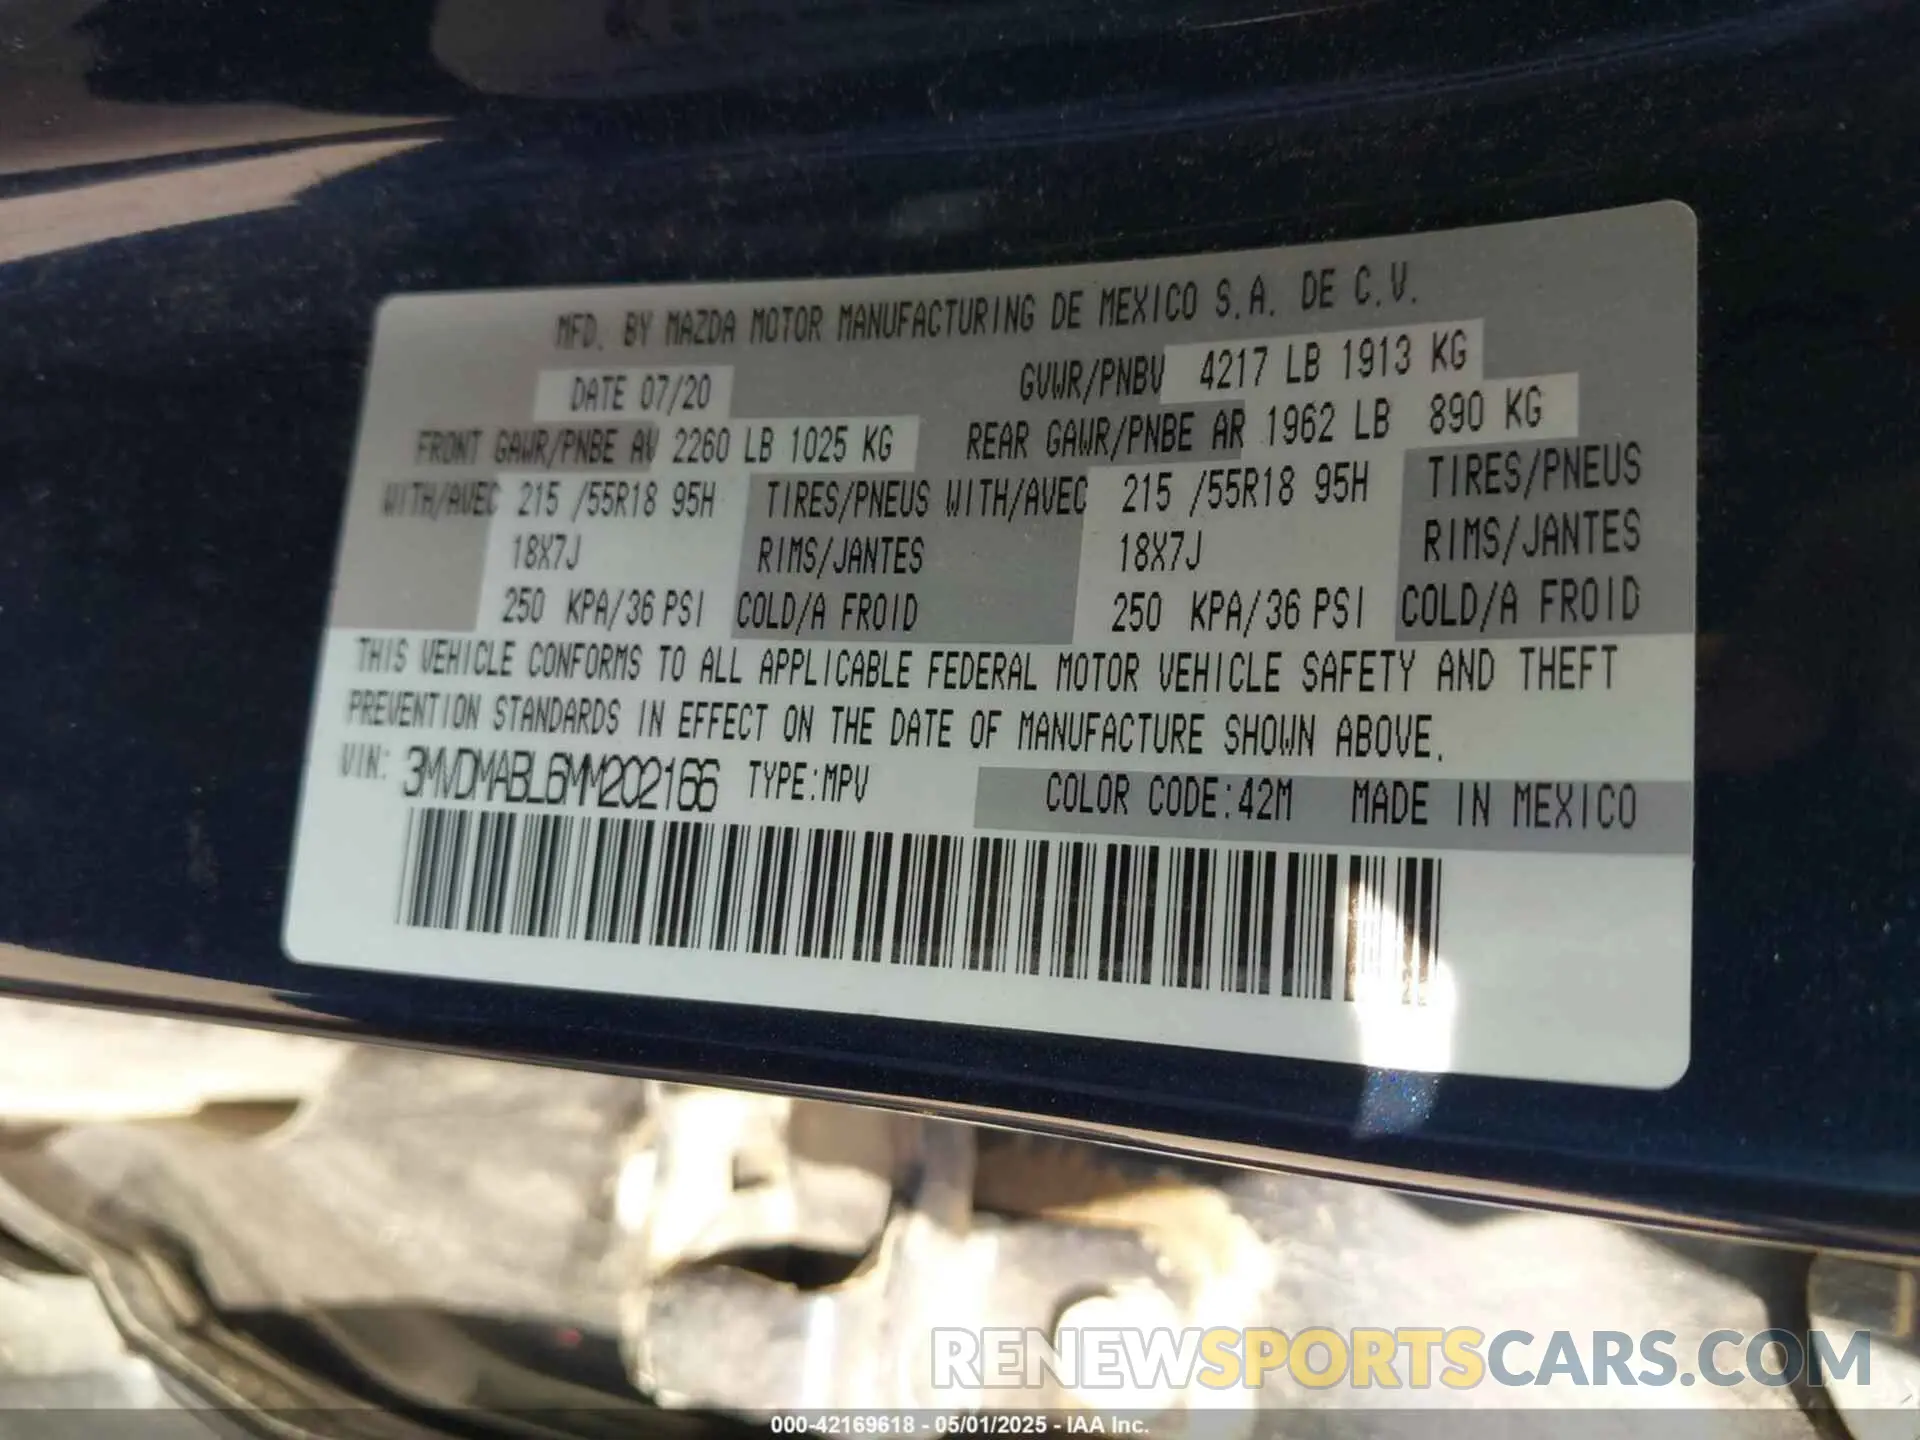 MFD. BY MAZDA MOTOR MANUFACTURING DE MEXICO S.A. DE C.V.
DATE 07/20 GVWR/PNBV 4217 LB 1913 KG
FRONT GAWR/PNBE AV 2260 LB 1025 KG REAR GAWR/PNBE AR 1962 LB 890 KG
WITH/AVEC 215 /55R18 95H TIRES/PNEUS WITH/AVEC 215 /55R18 95H TIRES/PNEUS
18X7J RIMS/JANTES 18X7J RIMS/JANTES
250 KPA/36 PSI COLD/A FROID 250 KPA/36 PSI COLD/A FROID
THIS VEHICLE CONFORMS TO ALL APPLICABLE FEDERAL MOTOR VEHICLE SAFETY AND THEFT
PREVENTION STANDARDS IN EFFECT ON THE DATE OF MANUFACTURE SHOWN ABOVE.
VIN: 3MVDMABL6MM202166 TYPE:MPV COLOR CODE:42M MADE IN MEXICO
RENEWSPORTSCARS.COM
000-42169618 - 05/01/2025 - IAA Inc.